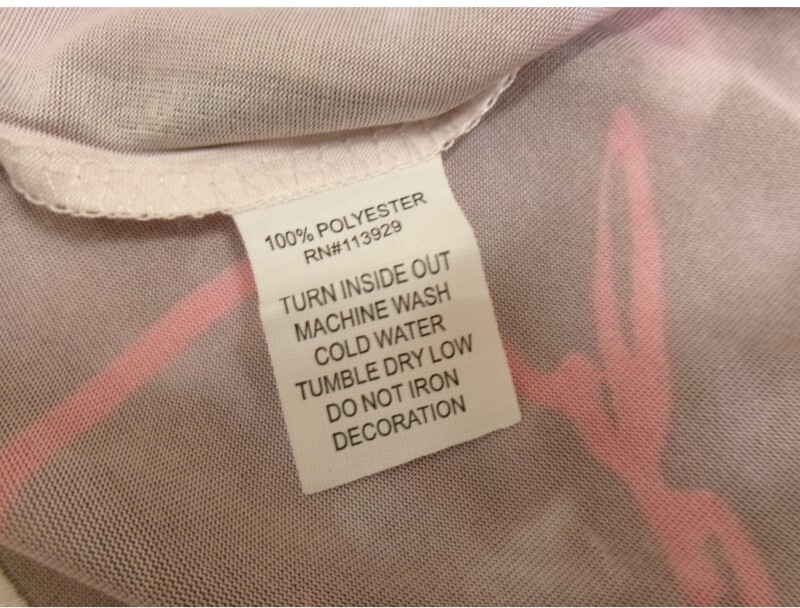 100% POLYESTER
RN#113929
TURN INSIDE OUT
MACHINE WASH
COLD WATER
TUMBLE DRY LOW
DO NOT IRON
DECORATION